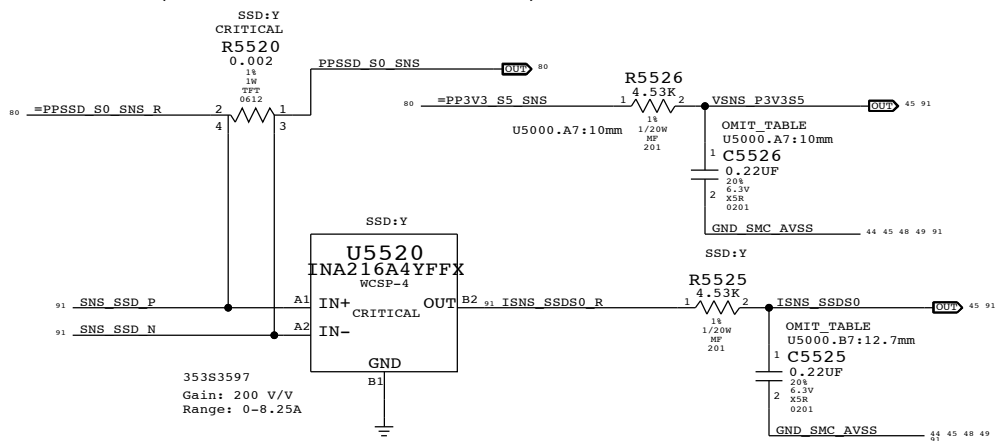 SSD:Y
CRITICAL
R5520
0.002
1%
1W
TFT
0612
80 =PPSSD_S0_SNS_R 2 1
4 3
PPSSD_S0_SNS OUT 80
80 =PP3V3_S5_SNS 1 2 VSNS_P3V3S5 OUT 45 91
R5526
4.53K
U5000.A7:10mm
1%
1/20W
MF
201
OMIT_TABLE
U5000.A7:10mm
1 C5526
0.22UF
20%
2 6.3V
X5R
0201
GND_SMC_AVSS 44 45 48 49 91
SSD:Y
U5520
INA216A4YFFX
WCSP-4
91 SNS_SSD_P A1 IN+ OUT B2
CRITICAL
91 SNS_SSD_N A2 IN-
GND
B1
353S3597
Gain: 200 V/V
Range: 0-8.25A
SSD:Y
R5525
4.53K
91 ISNS_SSDS0_R 1 2 ISNS_SSDS0 OUT 45 91
1%
1/20W
MF
201
OMIT_TABLE
U5000.B7:12.7mm
1 C5525
0.22UF
20%
6.3V
2 X5R
0201
GND_SMC_AVSS 44 45 48 49
91